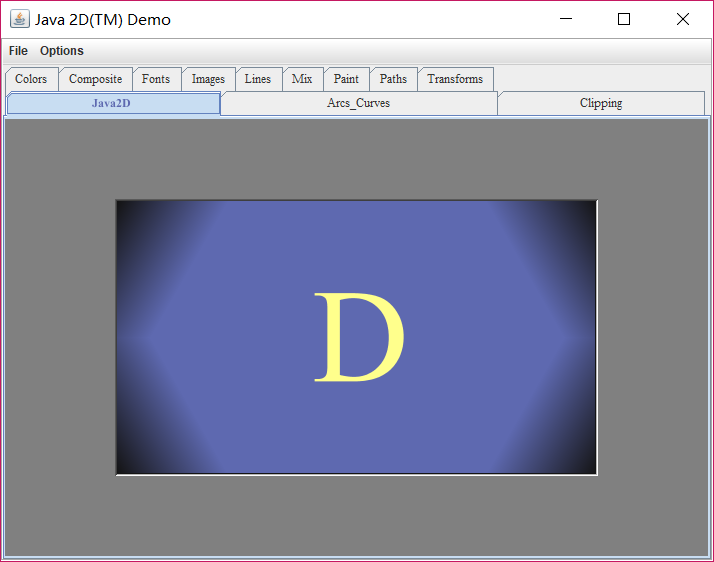 Java 2D(TM) Demo
File Options
Colors Composite Fonts Images Lines Mix Paint Paths Transforms
Java2D Arcs_Curves Clipping
D